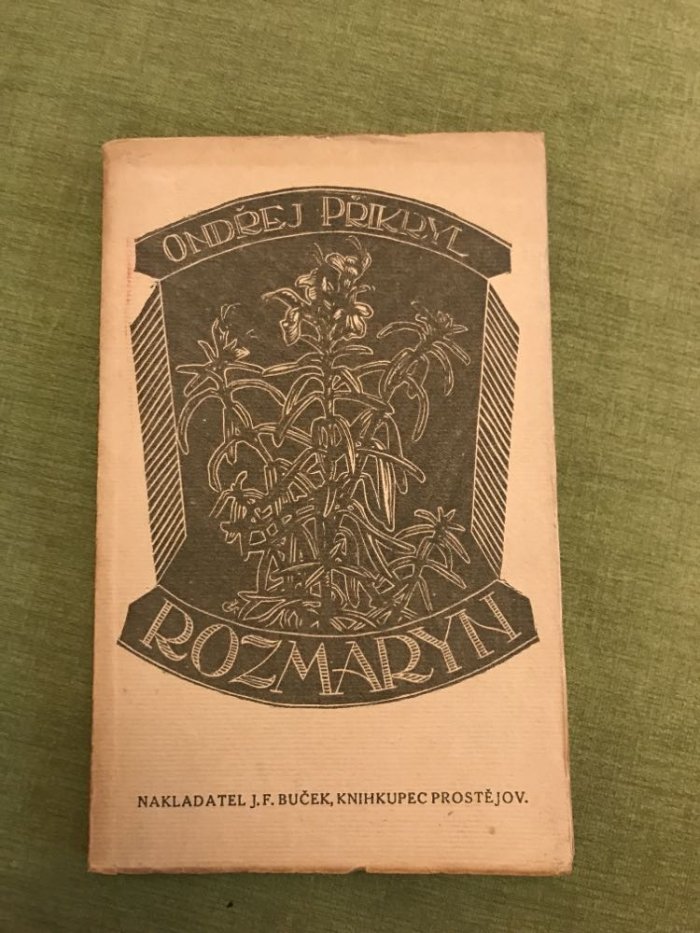 ONDŘEJ PŘIKRYL
ROZMARYN
NAKLADATEL J. F. BUČEK, KNIHKUPEC PROSTĚJOV.